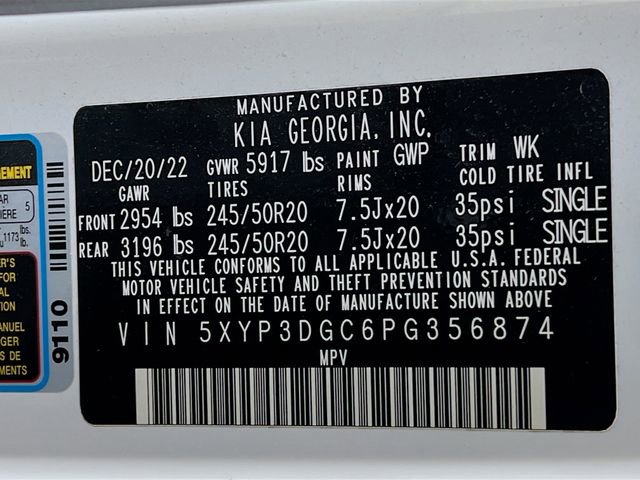 MANUFACTURED BY
KIA GEORGIA, INC.
DEC/20/22 GVWR 5917 lbs PAINT GWP TRIM WK
GAWR TIRES RIMS COLD TIRE INFL
FRONT 2954 lbs 245/50R20 7.5Jx20 35psi SINGLE
REAR 3196 lbs 245/50R20 7.5Jx20 35psi SINGLE
THIS VEHICLE CONFORMS TO ALL APPLICABLE U.S.A. FEDERAL
MOTOR VEHICLE SAFETY AND THEFT PREVENTION STANDARDS
IN EFFECT ON THE DATE OF MANUFACTURE SHOWN ABOVE.
VIN 5XYP3DGC6PG356874
MPV
5
1173 lbs.
9110